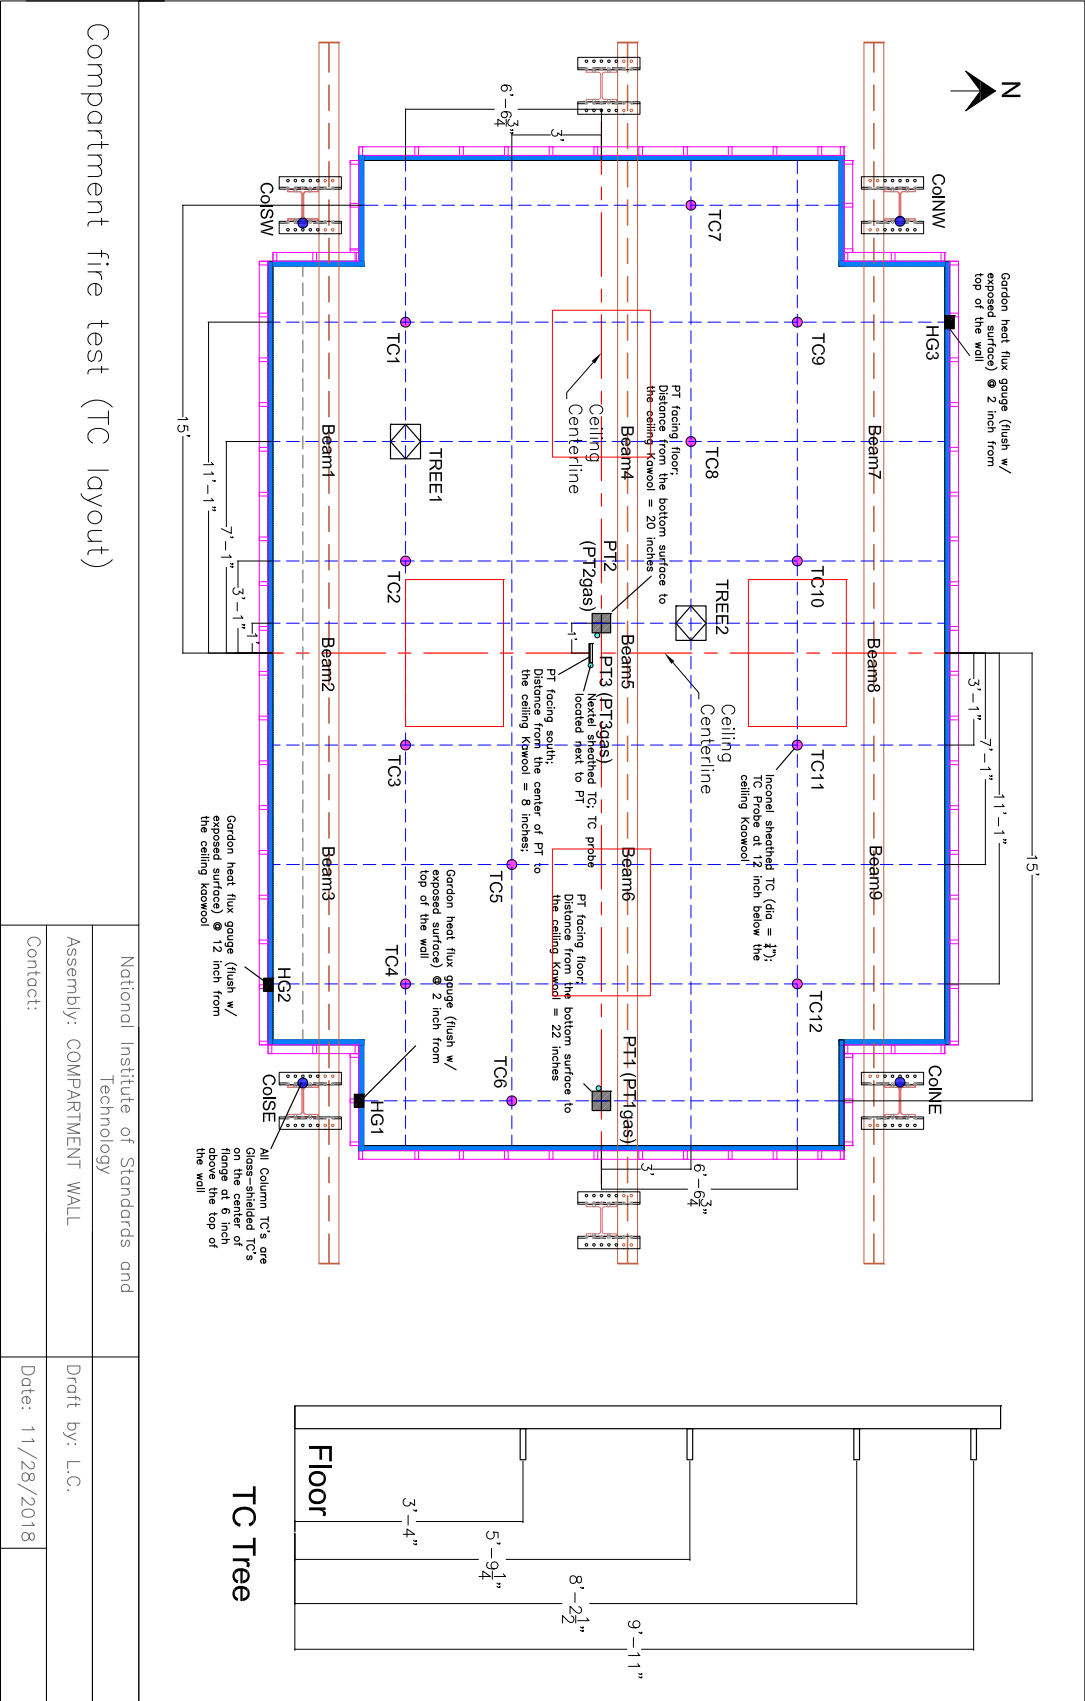 N
ColNW
ColNE
ColSW
ColSE
Gardon heat flux gauge (flush w/
exposed surface) @ 2 inch from
top of the wall
HG3
TC7
TC9
TC1
TC8
TC10
TC2
TREE1
TREE2
TC11
TC3
TC5
TC12
TC4
TC6
Beam7
Beam8
Beam9
Beam4
Beam5
Beam6
Beam1
Beam2
Beam3
Ceiling
Centerline
Ceiling
Centerline
PT facing floor;
Distance from the bottom surface to
the ceiling Kawool = 20 inches
PT2
(PT2gas)
PT3 (PT3gas)
Nextel sheathed TC; TC probe
located next to PT
PT facing south;
Distance from the center of PT to
the ceiling Kawool = 8 inches;
Inconel sheathed TC (dia = ¼");
TC Probe at 12 inch below the
ceiling Kaowool
PT facing floor;
Distance from the bottom surface to
the ceiling Kawool = 22 inches
PT1 (PT1gas)
Gardon heat flux gauge (flush w/
exposed surface) @ 2 inch from
top of the wall
HG1
Gardon heat flux gauge (flush w/
exposed surface) @ 12 inch from
the ceiling kaowool
HG2
All Column TC's are
Glass-shielded TC's
on the center of
flange at 6 inch
above the top of
the wall
6'-6¾"
3'
15'
11'-1"
7'-1"
3'-1"
1'
1'
3'-1"
7'-1"
11'-1"
15'
3'
6'-6¾"
Floor
TC Tree
3'-4"
5'-9¼"
8'-2½"
9'-11"
Compartment fire test (TC layout)
National Institute of Standards and
Technology
Assembly: COMPARTMENT WALL
Draft by: L.C.
Contact:
Date: 11/28/2018